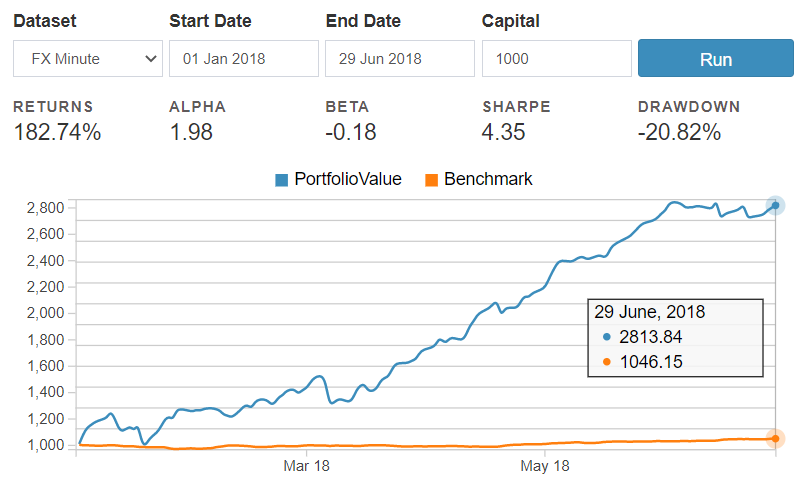 Dataset Start Date End Date Capital
FX Minute 01 Jan 2018 29 Jun 2018 1000 Run
RETURNS ALPHA BETA SHARPE DRAWDOWN
182.74% 1.98 -0.18 4.35 -20.82%
PortfolioValue Benchmark
2,800
2,600
2,400
2,200
2,000
1,800
1,600
1,400
1,200
1,000
29 June, 2018
2813.84
1046.15
Mar 18 May 18